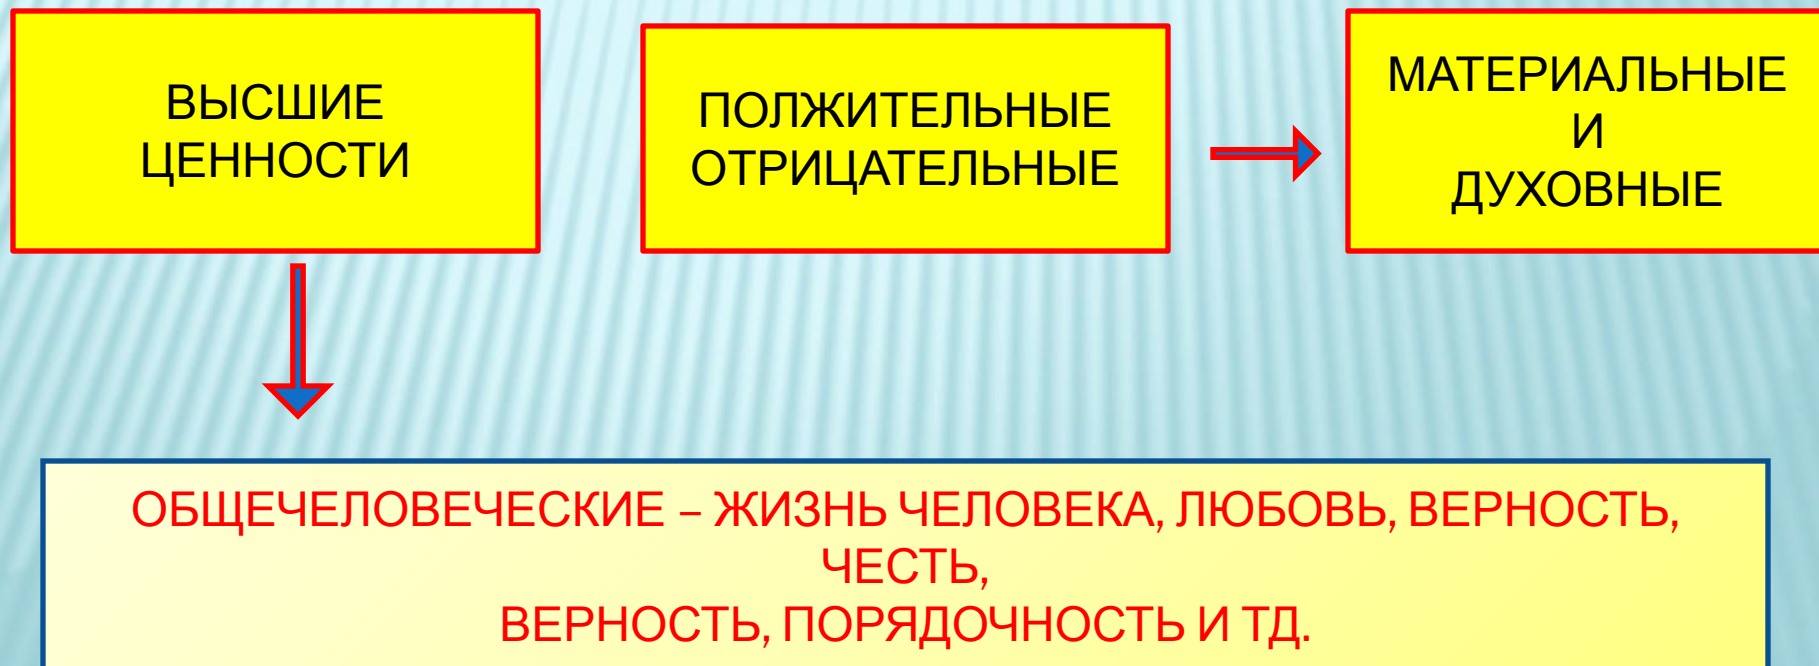 ВЫСШИЕ
ЦЕННОСТИ
ПОЛЖИТЕЛЬНЫЕ
ОТРИЦАТЕЛЬНЫЕ
МАТЕРИАЛЬНЫЕ
И
ДУХОВНЫЕ
ОБЩЕЧЕЛОВЕЧЕСКИЕ – ЖИЗНЬ ЧЕЛОВЕКА, ЛЮБОВЬ, ВЕРНОСТЬ,
ЧЕСТЬ,
ВЕРНОСТЬ, ПОРЯДОЧНОСТЬ И ТД.